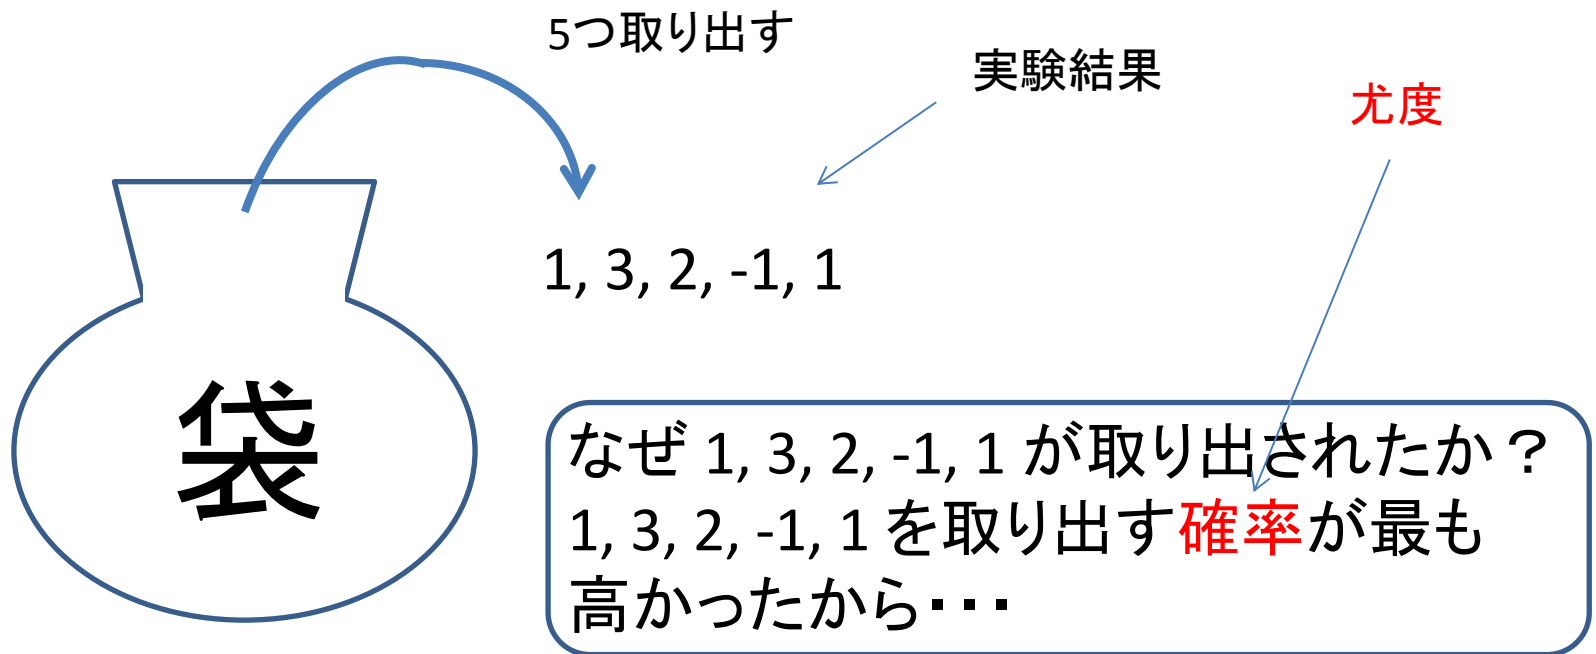 5つ取り出す
実験結果
尤度
1, 3, 2, -1, 1
袋
なぜ 1, 3, 2, -1, 1 が取り出されたか？
1, 3, 2, -1, 1 を取り出す確率が最も
高かったから・・・